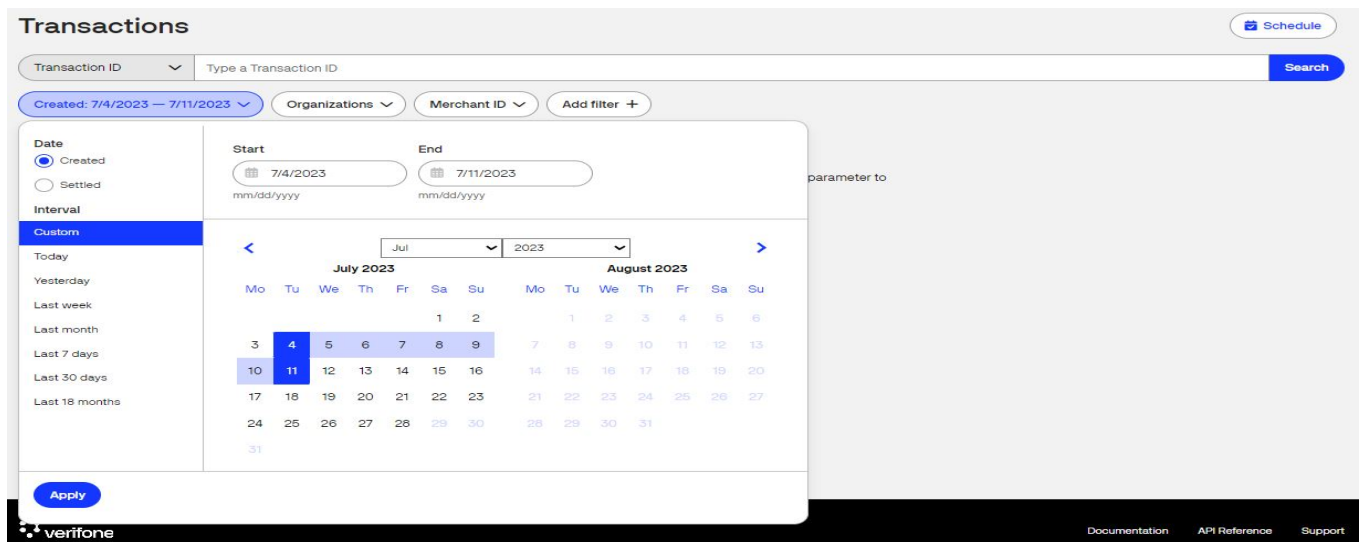 Transactions
Schedule
Transaction ID Type a Transaction ID Search
Created: 7/4/2023 — 7/11/2023 Organizations Merchant ID Add filter +
Date
Created
Settled
Start End
7/4/2023 7/11/2023
mm/dd/yyyy mm/dd/yyyy
parameter to
Interval
Custom
Today
Yesterday
Last week
Last month
Last 7 days
Last 30 days
Last 18 months
Jul 2023
July 2023 August 2023
Mo Tu We Th Fr Sa Su Mo Tu We Th Fr Sa Su
1 2 1 2 3 4 5 6
3 4 5 6 7 8 9 7 8 9 10 11 12 13
10 11 12 13 14 15 16 14 15 16 17 18 19 20
17 18 19 20 21 22 23 21 22 23 24 25 26 27
24 25 26 27 28 29 30 28 29 30 31
31
Apply
verifone
Documentation API Reference Support